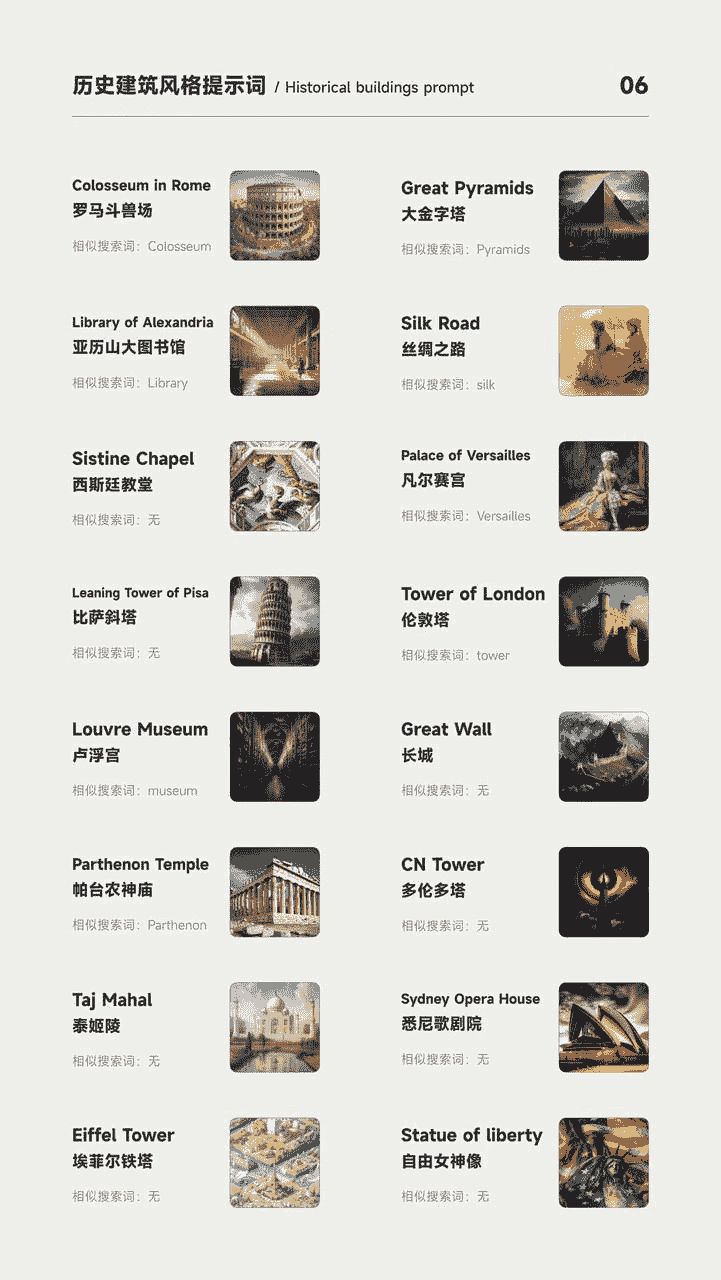 历史建筑风格提示词 / Historical buildings prompt 06
Colosseum in Rome
罗马斗兽场
相似搜索词：Colosseum
Great Pyramids
大金字塔
相似搜索词：Pyramids
Library of Alexandria
亚历山大图书馆
相似搜索词：Library
Silk Road
丝绸之路
相似搜索词：silk
Sistine Chapel
西斯廷教堂
相似搜索词：无
Palace of Versailles
凡尔赛宫
相似搜索词：Versailles
Leaning Tower of Pisa
比萨斜塔
相似搜索词：无
Tower of London
伦敦塔
相似搜索词：tower
Louvre Museum
卢浮宫
相似搜索词：museum
Great Wall
长城
相似搜索词：无
Parthenon Temple
帕台农神庙
相似搜索词：Parthenon
CN Tower
多伦多塔
相似搜索词：无
Taj Mahal
泰姬陵
相似搜索词：无
Sydney Opera House
悉尼歌剧院
相似搜索词：无
Eiffel Tower
埃菲尔铁塔
相似搜索词：无
Statue of liberty
自由女神像
相似搜索词：无